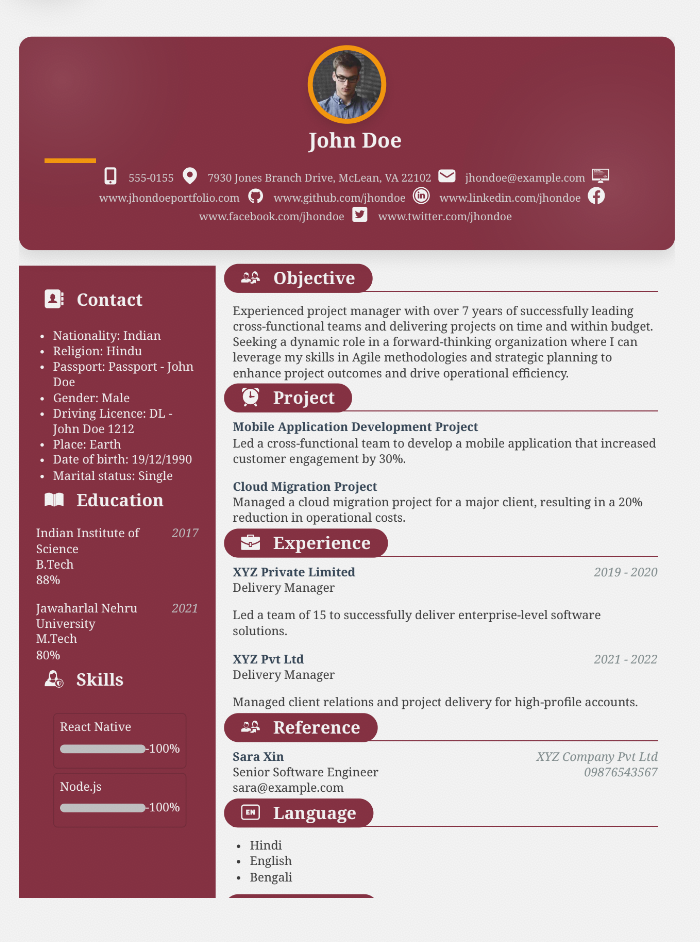 John Doe
555-0155 7930 Jones Branch Drive, McLean, VA 22102 jhondoe@example.com
www.jhondoeportfolio.com www.github.com/jhondoe www.linkedin.com/jhondoe
www.facebook.com/jhondoe www.twitter.com/jhondoe
Contact
• Nationality: Indian
• Religion: Hindu
• Passport: Passport - John
Doe
• Gender: Male
• Driving Licence: DL -
John Doe 1212
• Place: Earth
• Date of birth: 19/12/1990
• Marital status: Single
Education
Indian Institute of 2017
Science
B.Tech
88%
Jawaharlal Nehru 2021
University
M.Tech
80%
Skills
React Native
-100%
Node.js
-100%
Objective
Experienced project manager with over 7 years of successfully leading
cross-functional teams and delivering projects on time and within budget.
Seeking a dynamic role in a forward-thinking organization where I can
leverage my skills in Agile methodologies and strategic planning to
enhance project outcomes and drive operational efficiency.
Project
Mobile Application Development Project
Led a cross-functional team to develop a mobile application that increased
customer engagement by 30%.
Cloud Migration Project
Managed a cloud migration project for a major client, resulting in a 20%
reduction in operational costs.
Experience
XYZ Private Limited 2019 - 2020
Delivery Manager
Led a team of 15 to successfully deliver enterprise-level software
solutions.
XYZ Pvt Ltd 2021 - 2022
Delivery Manager
Managed client relations and project delivery for high-profile accounts.
Reference
Sara Xin XYZ Company Pvt Ltd
Senior Software Engineer 09876543567
sara@example.com
EN Language
• Hindi
• English
• Bengali